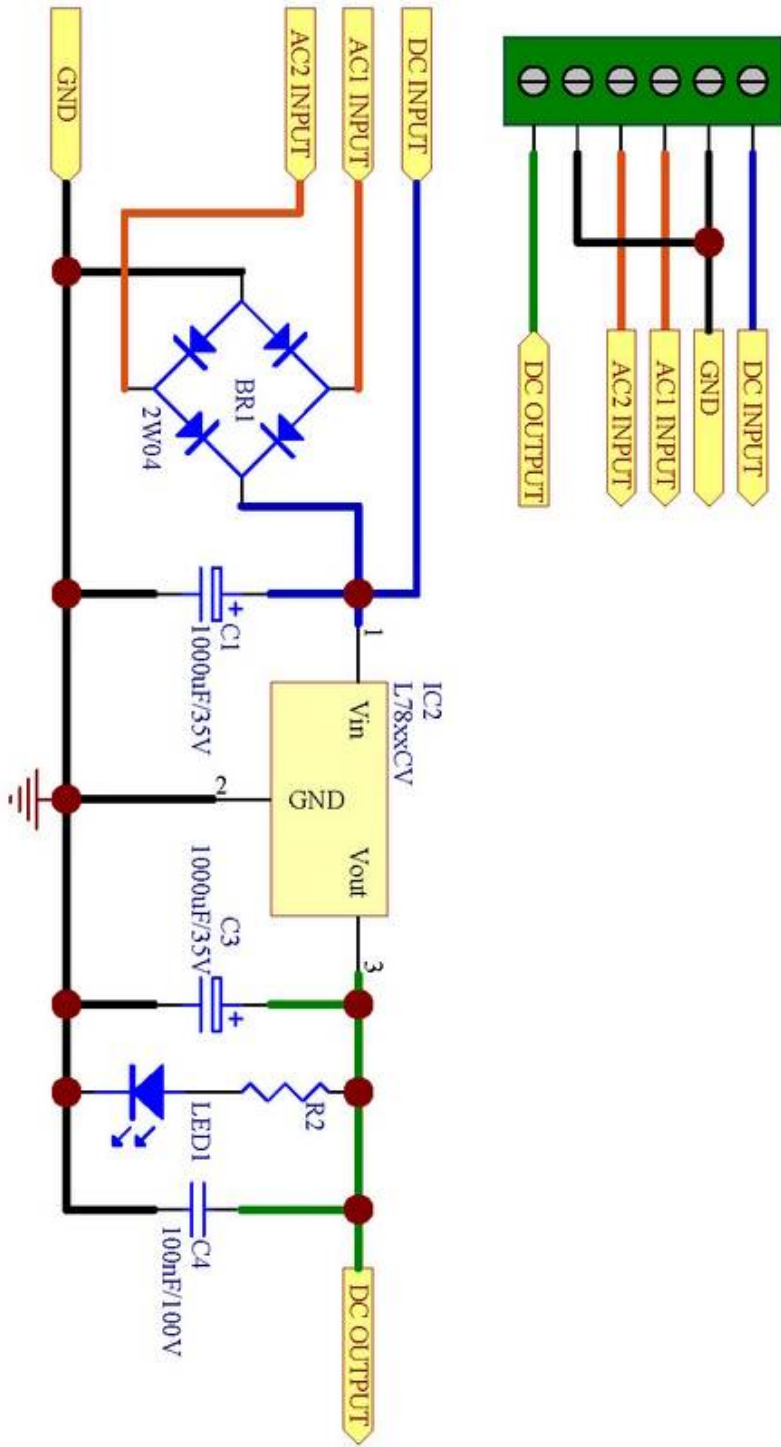 DC INPUT
GND
AC1 INPUT
AC2 INPUT
DC OUTPUT
DC INPUT
AC1 INPUT
AC2 INPUT
GND
BR1
2W04
C1
+
1000uF/35V
IC2
L78xxCV
1
Vin
GND
2
Vout
3
C3
+
1000uF/35V
R2
LED1
C4
100nF/100V
DC OUTPUT